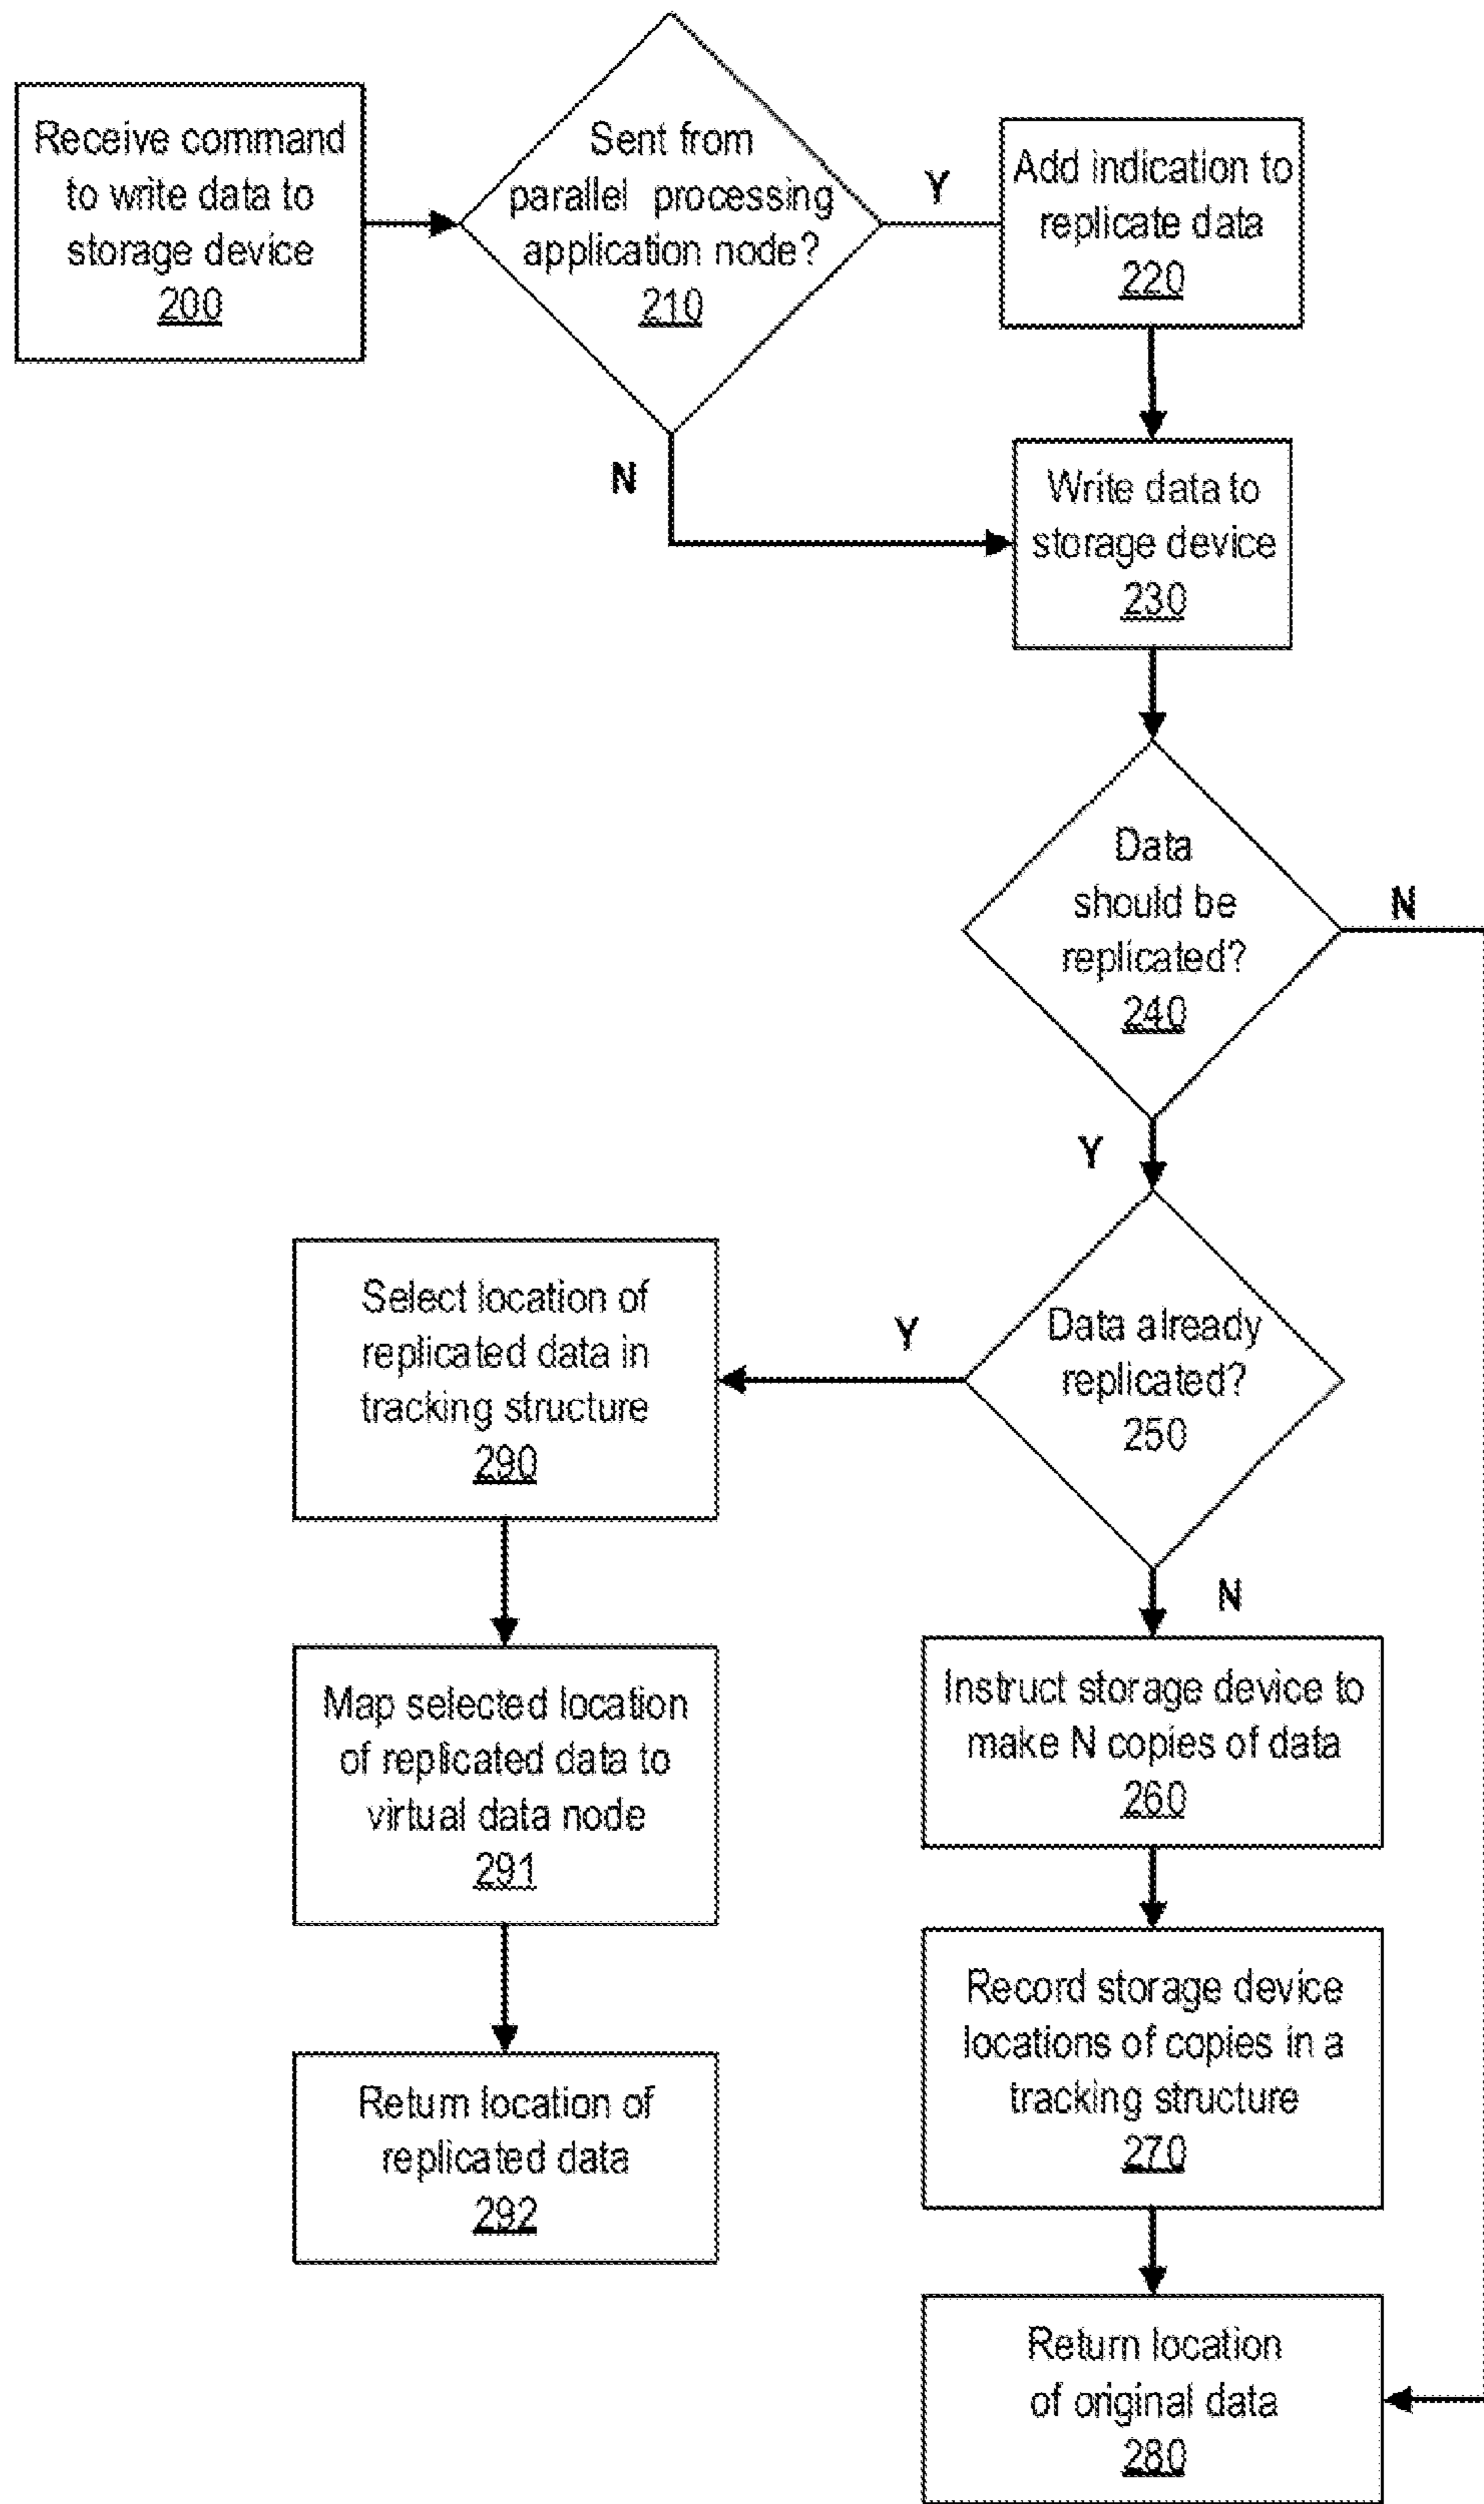 Receive command
to write data to
storage device
200
Sent from
parallel processing
application node?
210
Y
Add indication to
replicate data
220
N
Write data to
storage device
230
Data
should be
replicated?
240
N
Y
Data already
replicated?
250
Y
Select location of
replicated data in
tracking structure
290
N
Map selected location
of replicated data to
virtual data node
291
Instruct storage device to
make N copies of data
260
Record storage device
locations of copies in a
tracking structure
270
Return location of
replicated data
292
Return location
of original data
280